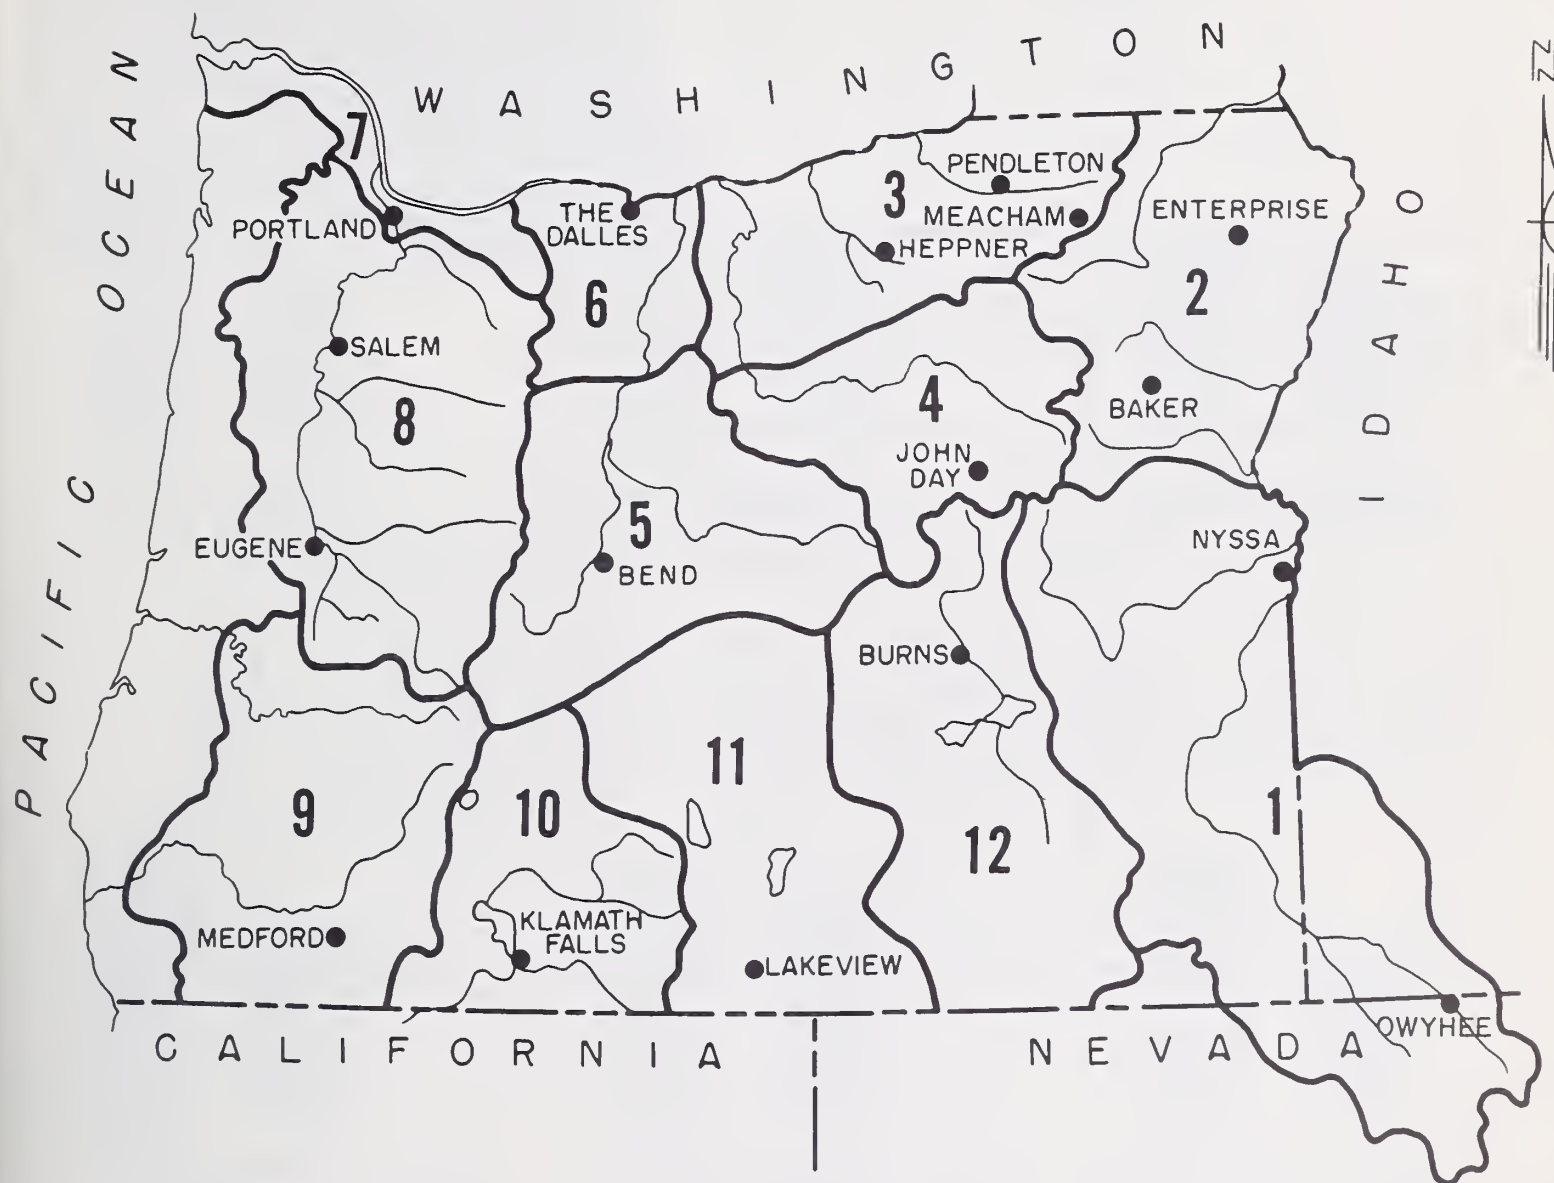 WASHINGTON
PACIFIC OCEAN
IDAHO
N
7
PENDLETON
3
MEACHAM
HEPPNER
ENTERPRISE
2
THE
DALLES
PORTLAND
6
SALEM
8
4
BAKER
JOHN
DAY
5
NYSSA
EUGENE
BEND
BURNS
11
9
10
12
1
KLAMATH
FALLS
MEDFORD
LAKEVIEW
OWYHEE
CALIFORNIA
NEVADA